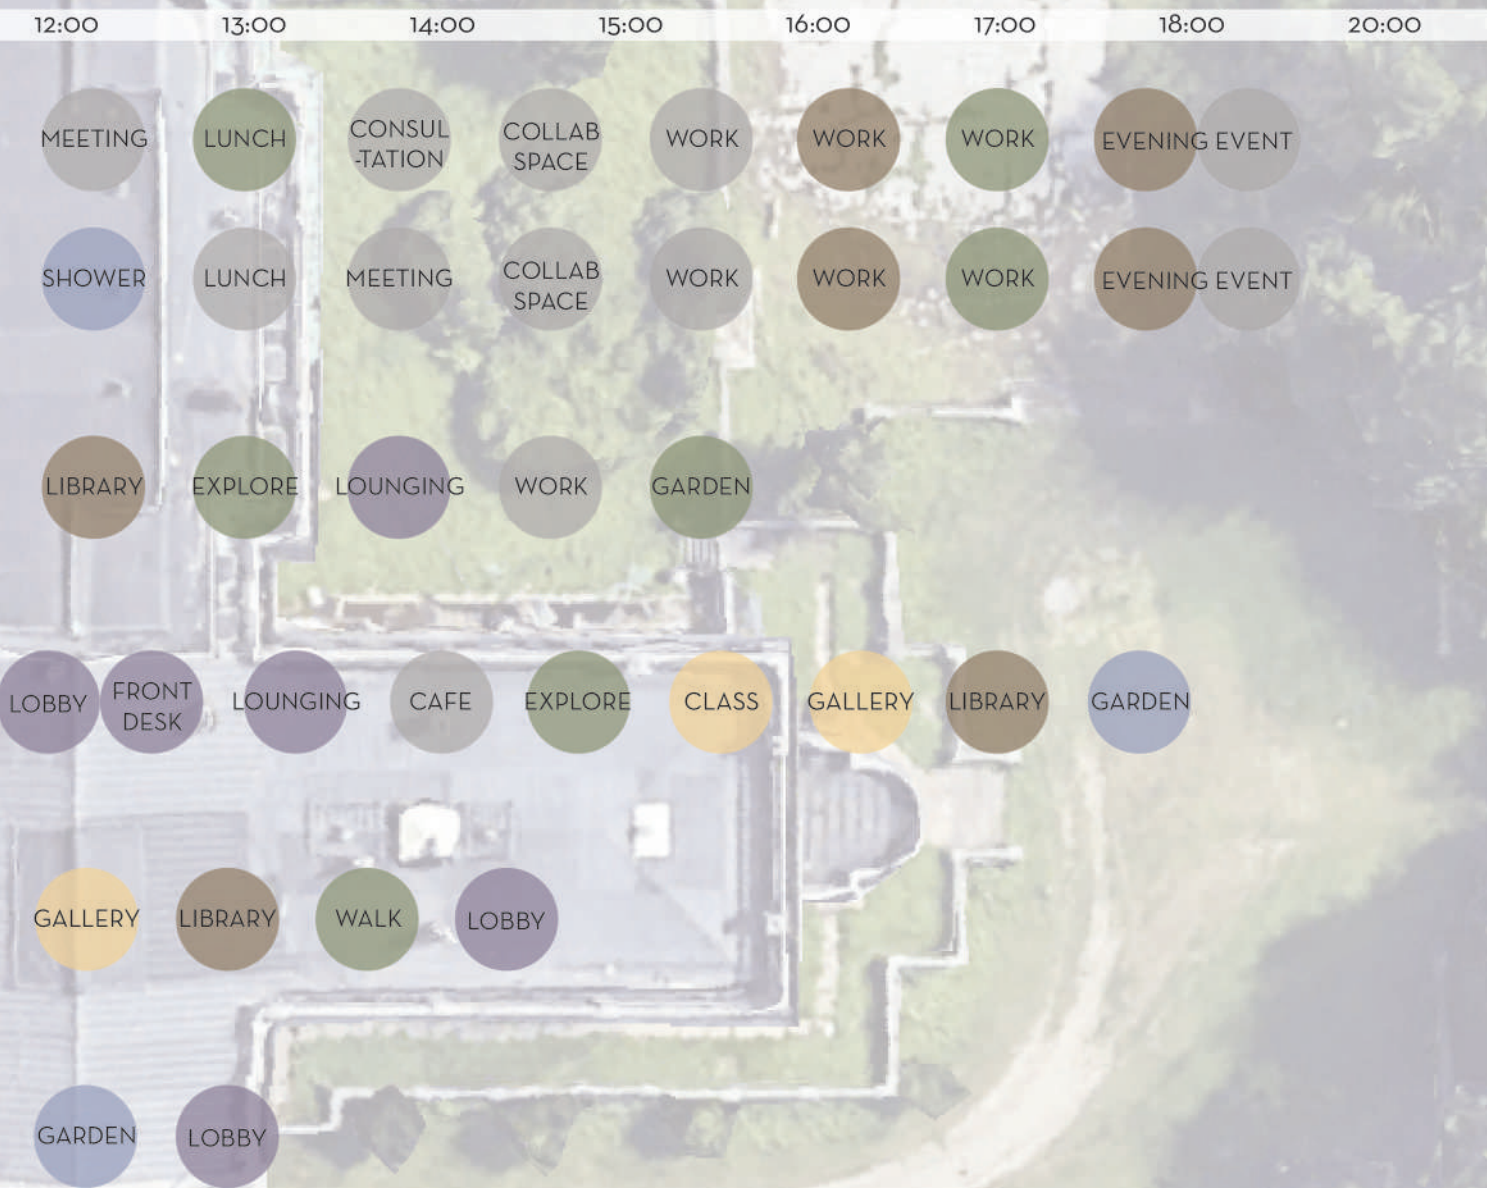 12:00 13:00 14:00 15:00 16:00 17:00 18:00 20:00
MEETING LUNCH CONSUL
-TATION COLLAB
SPACE WORK WORK WORK EVENING EVENT
SHOWER LUNCH MEETING COLLAB
SPACE WORK WORK WORK EVENING EVENT
LIBRARY EXPLORE LOUNGING WORK GARDEN
LOBBY FRONT
DESK LOUNGING CAFE EXPLORE CLASS GALLERY LIBRARY GARDEN
GALLERY LIBRARY WALK LOBBY
GARDEN LOBBY